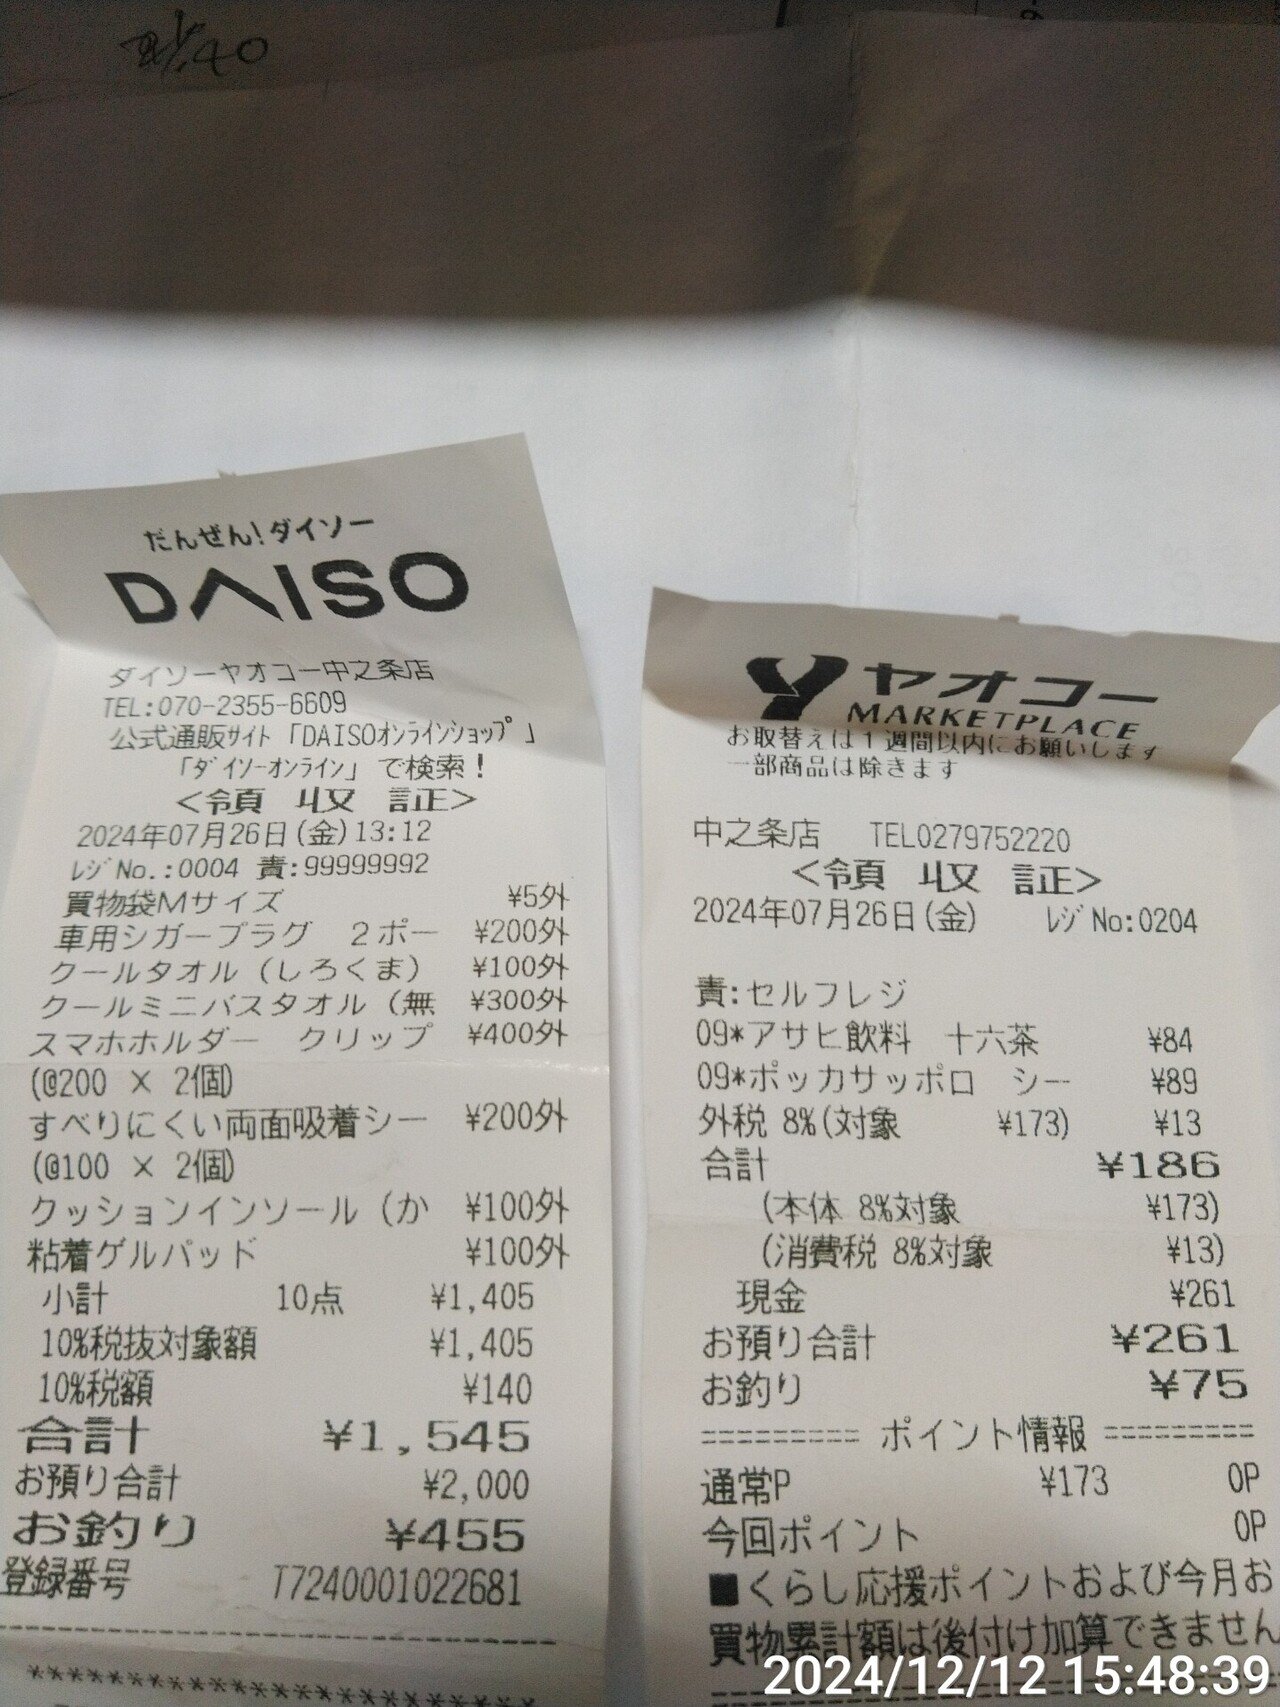 だんぜん!ダイソー
DAISO
ダイソーヤオコー中之条店
TEL:070-2355-6609
公式通販ｻｲﾄ「DAISOｵﾝﾗｲﾝｼｮｯﾌﾟ」
「ﾀﾞｲｿｰｵﾝﾗｲﾝ」で検索!
<領 収 証>
2024年07月26日(金)13:12
ﾚｼﾞNo.:0004 責:99999992
買物袋Mサイズ ¥5外
車用シガープラグ 2ポー ¥200外
クールタオル(しろくま) ¥100外
クールミニバスタオル(無 ¥300外
スマホホルダー クリップ ¥400外
(@200 × 2個)
すべりにくい両面吸着シー ¥200外
(@100 × 2個)
クッションインソール(か ¥100外
粘着ゲルパッド ¥100外
小計 10点 ¥1,405
10%税抜対象額 ¥1,405
10%税額 ¥140
合計 ¥1,545
お預り合計 ¥2,000
お釣り ¥455
登録番号 T7240001022681
ヤオコー
MARKETPLACE
お取替えは1週間以内にお願いします
一部商品は除きます
中之条店 TEL0279752220
<領 収 証>
2024年07月26日(金) ﾚｼﾞNo:0204
責:セルフレジ
09*アサヒ飲料 十六茶 ¥84
09*ポッカサッポロ シー ¥89
外税 8%(対象 ¥173) ¥13
合計 ¥186
(本体 8%対象 ¥173)
(消費税 8%対象 ¥13)
現金 ¥261
お預り合計 ¥261
お釣り ¥75
========= ポイント情報 =========
通常P ¥173 0P
今回ポイント 0P
■くらし応援ポイントおよび今月お
買物累計額は後付け加算できません
2024/12/12 15:48:39